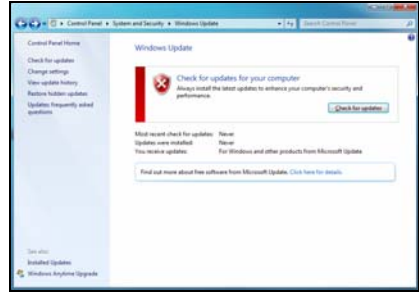 Control Panel ▸ System and Security ▸ Windows Update
Search Control Panel
Control Panel Home
Check for updates
Change settings
View update history
Restore hidden updates
Updates: frequently asked
questions
See also
Installed Updates
Windows Anytime Upgrade
Windows Update
Check for updates for your computer
Always install the latest updates to enhance your computer's security and
performance.
Check for updates
Most recent check for updates: Never
Updates were installed: Never
You receive updates: For Windows and other products from Microsoft Update
Find out more about free software from Microsoft Update. Click here for details.